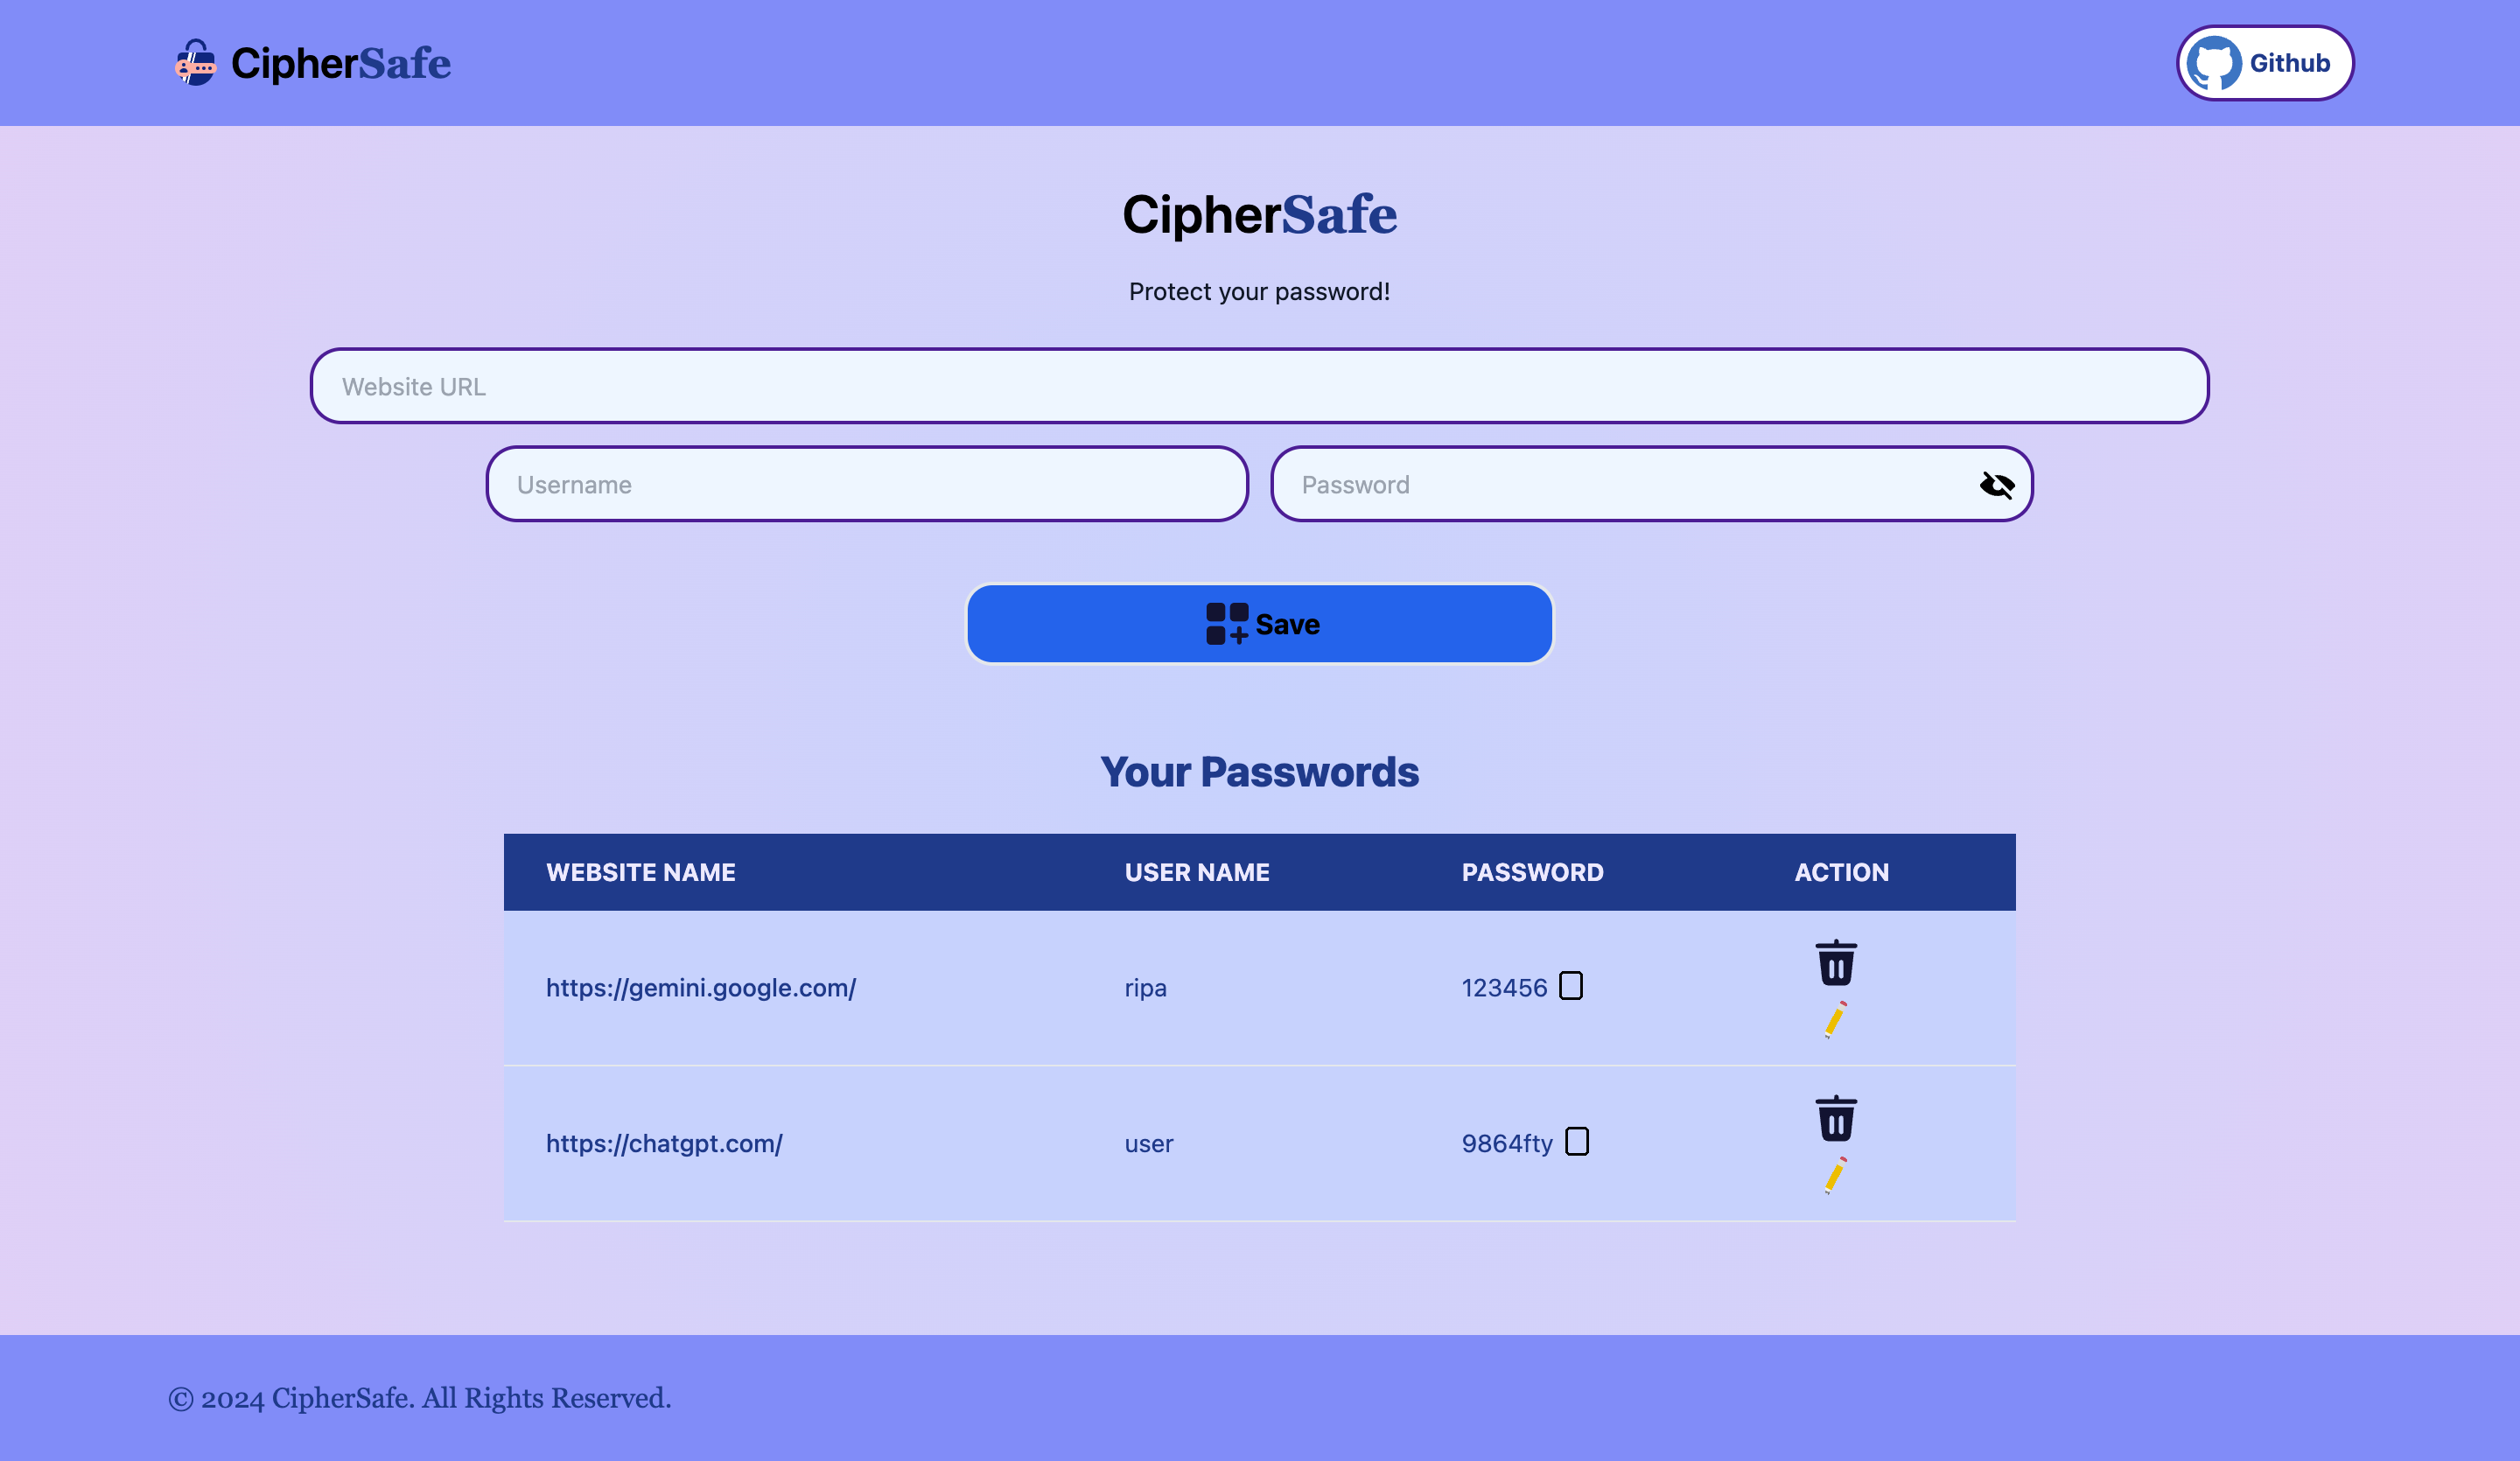 CipherSafe
Github
CipherSafe
Protect your password!
Website URL
Username Password
Save
Your Passwords
WEBSITE NAME USER NAME PASSWORD ACTION
https://gemini.google.com/ ripa 123456
https://chatgpt.com/ user 9864fty
© 2024 CipherSafe. All Rights Reserved.